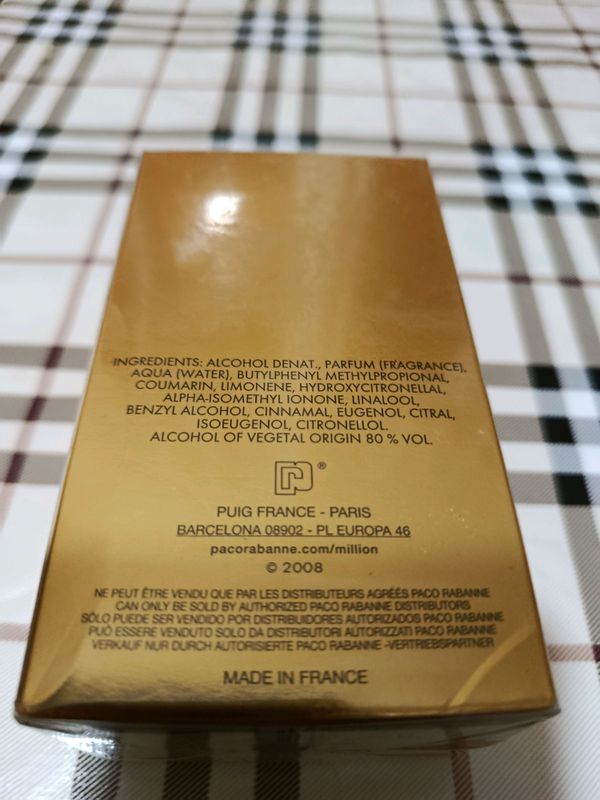 INGREDIENTS: ALCOHOL DENAT., PARFUM (FRAGRANCE),
AQUA (WATER), BUTYLPHENYL METHYLPROPIONAL,
COUMARIN, LIMONENE, HYDROXYCITRONELLAL,
ALPHA-ISOMETHYL IONONE, LINALOOL,
BENZYL ALCOHOL, CINNAMAL, EUGENOL, CITRAL,
ISOEUGENOL, CITRONELLOL.
ALCOHOL OF VEGETAL ORIGIN 80 % VOL.
®
PUIG FRANCE - PARIS
BARCELONA 08902 - PL EUROPA 46
pacorabanne.com/million
© 2008
NE PEUT ÊTRE VENDU QUE PAR LES DISTRIBUTEURS AGRÉÉS PACO RABANNE
CAN ONLY BE SOLD BY AUTHORIZED PACO RABANNE DISTRIBUTORS
SÓLO PUEDE SER VENDIDO POR DISTRIBUIDORES AUTORIZADOS PACO RABANNE
PUÒ ESSERE VENDUTO SOLO DA DISTRIBUTORI AUTORIZZATI PACO RABANNE
VERKAUF NUR DURCH AUTORISIERTE PACO RABANNE -VERTRIEBSPARTNER
MADE IN FRANCE